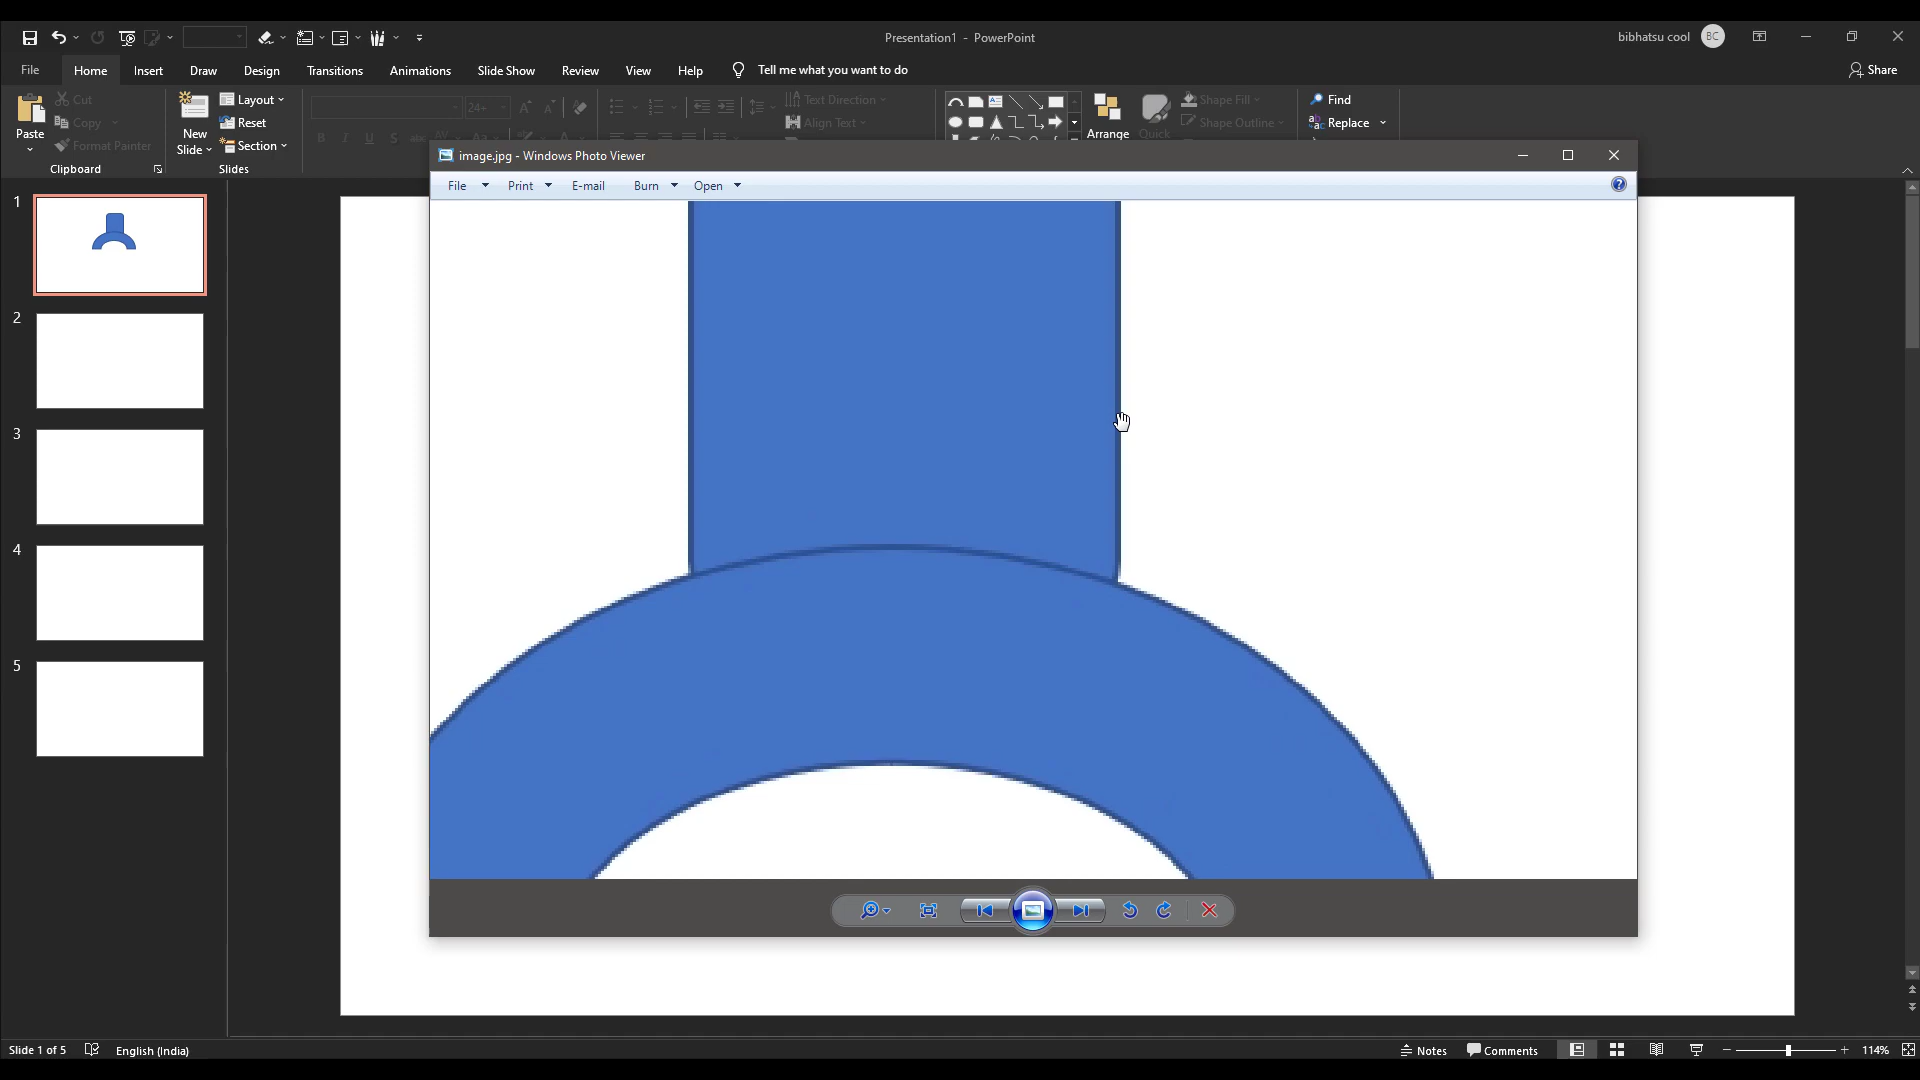 Presentation1 - PowerPoint
bibhatsu cool BC
File Home Insert Draw Design Transitions Animations Slide Show Review View Help Tell me what you want to do Share
Paste
Cut
Copy
Format Painter
Clipboard
New Slide
Layout
Reset
Section
Slides
24+
Text Direction
Align Text
Arrange
Quick
Shape Fill
Shape Outline
Find
Replace
image.jpg - Windows Photo Viewer
File Print E-mail Burn Open
1
2
3
4
5
Slide 1 of 5 English (India) Notes Comments 114%